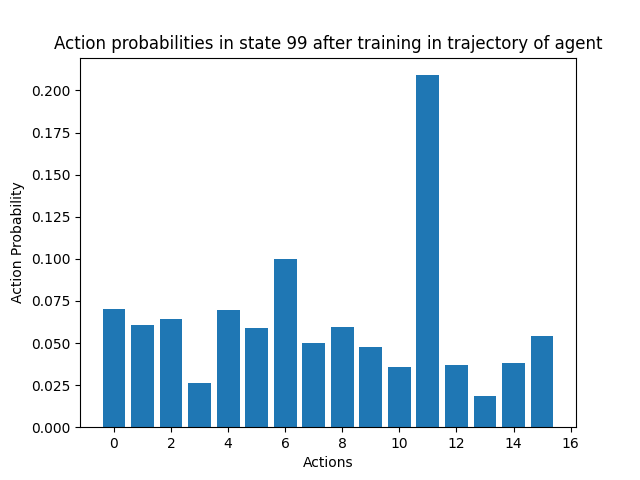 Action probabilities in state 99 after training in trajectory of agent
0.200
0.175
0.150
0.125
0.100
0.075
0.050
0.025
0.000
Action Probability
0 2 4 6 8 10 12 14 16
Actions